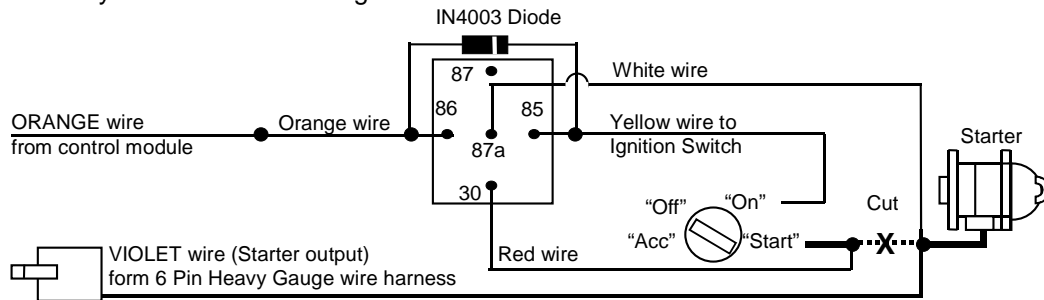 IN4003 Diode
87
White wire
86
85
ORANGE wire
Orange wire
Yellow wire to
from control module
87a
Ignition Switch
Starter
30
“Off”
“On”
Cut
“Acc”
“Start”
X
VIOLET wire (Starter output)
Red wire
form 6 Pin Heavy Gauge wire harness